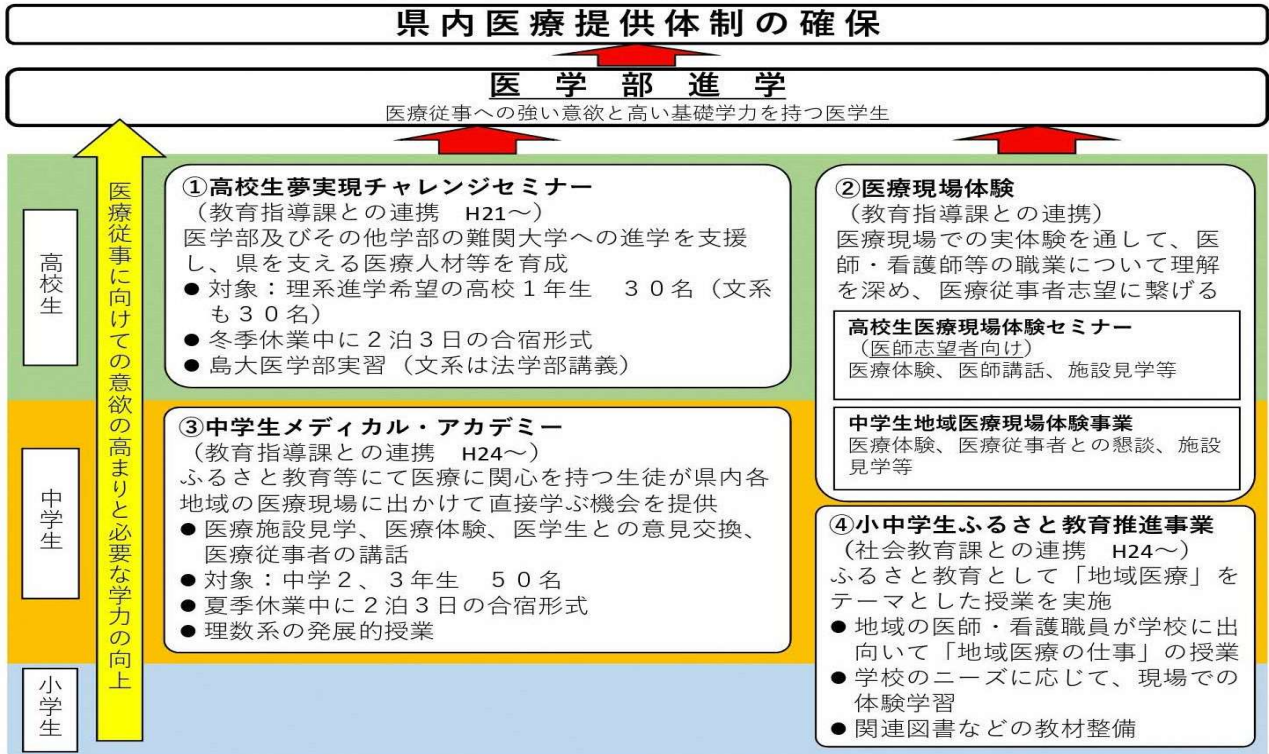 県内医療提供体制の確保
医学部進学
医療従事への強い意欲と高い基礎学力を持つ医学生
医療従事に向けての意欲の高まりと必要な学力の向上
高校生
①高校生夢実現チャレンジセミナー
（教育指導課との連携　H21～）
医学部及びその他学部の難関大学への進学を支援
し、県を支える医療人材等を育成
● 対象：理系進学希望の高校１年生　３０名（文系
も３０名）
● 冬季休業中に２泊３日の合宿形式
● 島大医学部実習（文系は法学部講義）
②医療現場体験
（教育指導課との連携）
医療現場での実体験を通して、医
師・看護師等の職業について理解
を深め、医療従事者志望に繋げる
高校生医療現場体験セミナー
（医師志望者向け）
医療体験、医師講話、施設見学等
中学生地域医療現場体験事業
医療体験、医療従事者との懇談、施設
見学等
中学生
③中学生メディカル・アカデミー
（教育指導課との連携　H24～）
ふるさと教育等にて医療に関心を持つ生徒が県内各
地域の医療現場に出かけて直接学ぶ機会を提供
● 医療施設見学、医療体験、医学生との意見交換、
医療従事者の講話
● 対象：中学２、３年生　５０名
● 夏季休業中に２泊３日の合宿形式
● 理数系の発展的授業
④小中学生ふるさと教育推進事業
（社会教育課との連携　H24～）
ふるさと教育として「地域医療」を
テーマとした授業を実施
● 地域の医師・看護職員が学校に出
向いて「地域医療の仕事」の授業
● 学校のニーズに応じて、現場での
体験学習
● 関連図書などの教材整備
小学生